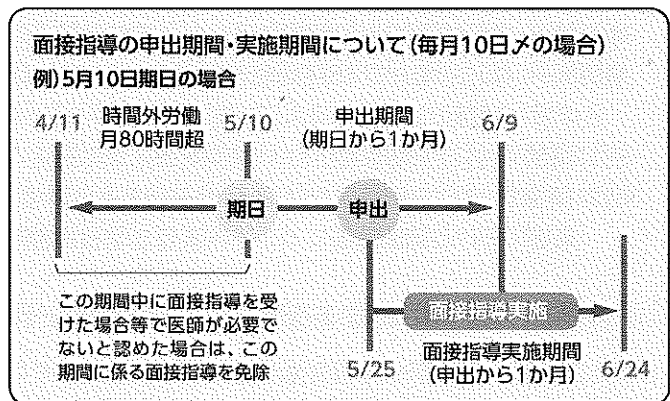 面接指導の申出期間・実施期間について(毎月10日〆の場合)
例)5月10日期日の場合
4/11
時間外労働
月80時間超
5/10
申出期間
(期日から1か月)
6/9
期日
申出
この期間中に面接指導を受
けた場合等で医師が必要で
ないと認めた場合は、この
期間に係る面接指導を免除
面接指導実施
5/25
面接指導実施期間
(申出から1か月)
6/24